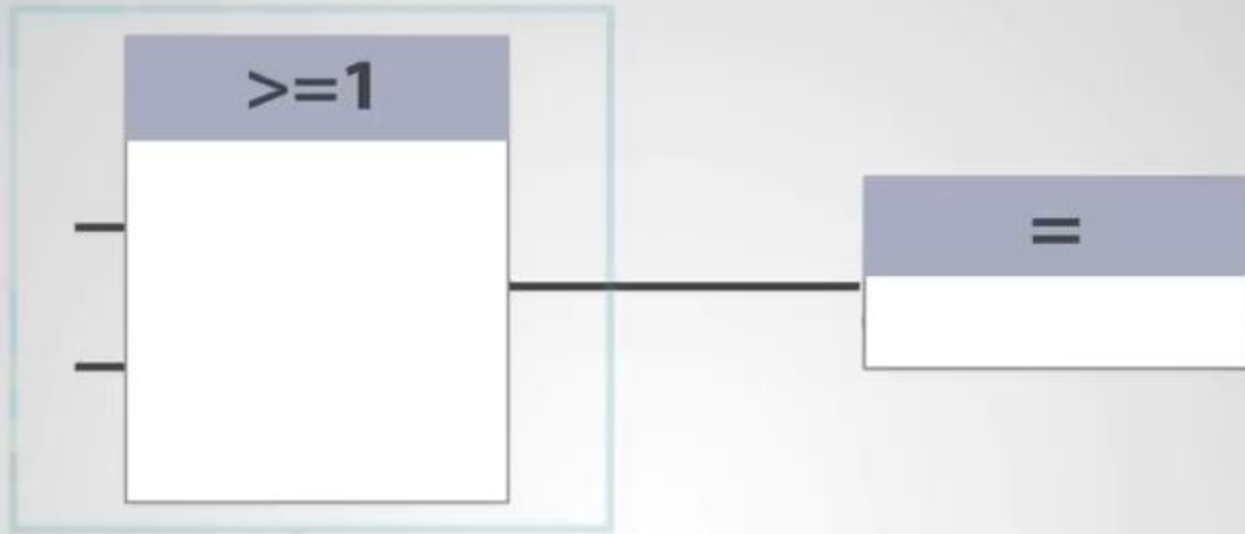 >=1
=